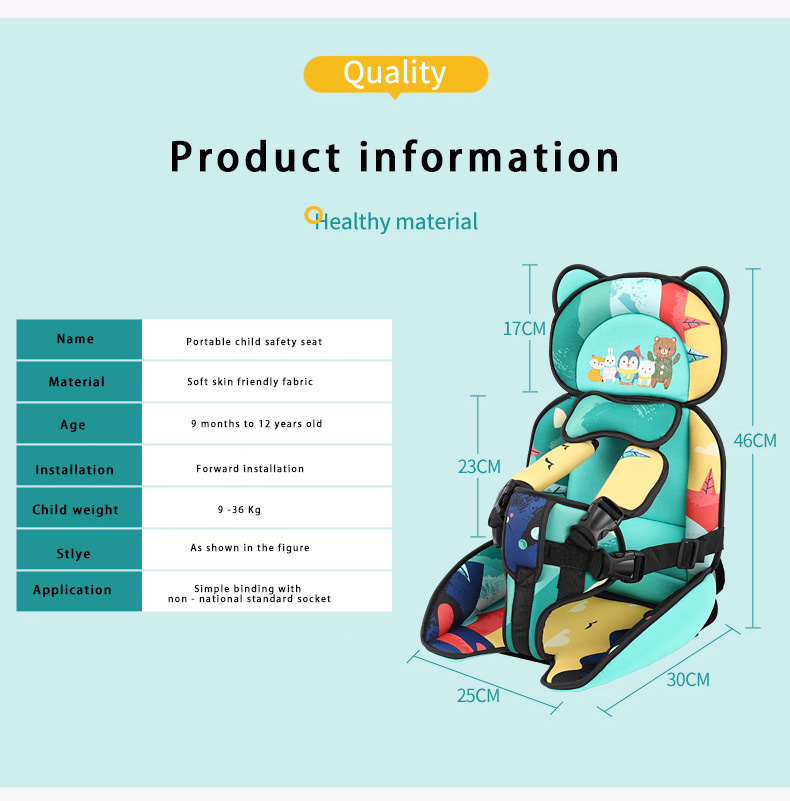 Quality
Product information
Healthy material
Name
Portable child safety seat
Material
Soft skin friendly fabric
Age
9 months to 12 years old
Installation
Forward installation
Child weight
9 -36 Kg
Stlye
As shown in the figure
Application
Simple binding with
non - national standard socket
17CM
23CM
46CM
25CM
30CM